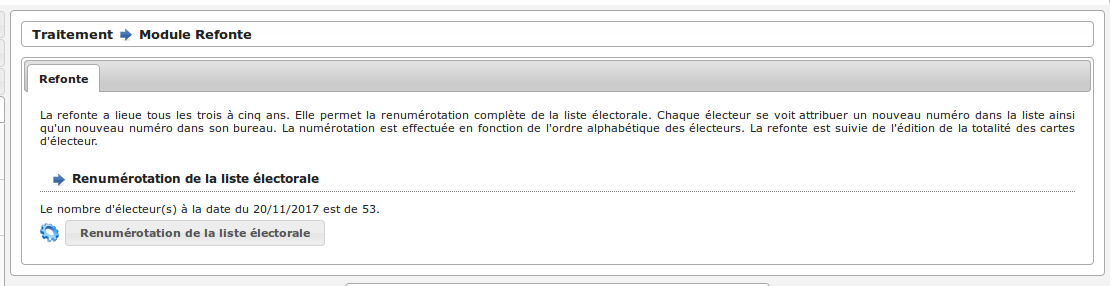 Traitement Module Refonte
Refonte
La refonte a lieue tous les trois à cinq ans. Elle permet la renumérotation complète de la liste électorale. Chaque électeur se voit attribuer un nouveau numéro dans la liste ainsi
qu'un nouveau numéro dans son bureau. La numérotation est effectuée en fonction de l'ordre alphabétique des électeurs. La refonte est suivie de l'édition de la totalité des cartes
d'électeur.
Renumérotation de la liste électorale
Le nombre d'électeur(s) à la date du 20/11/2017 est de 53.
Renumérotation de la liste électorale